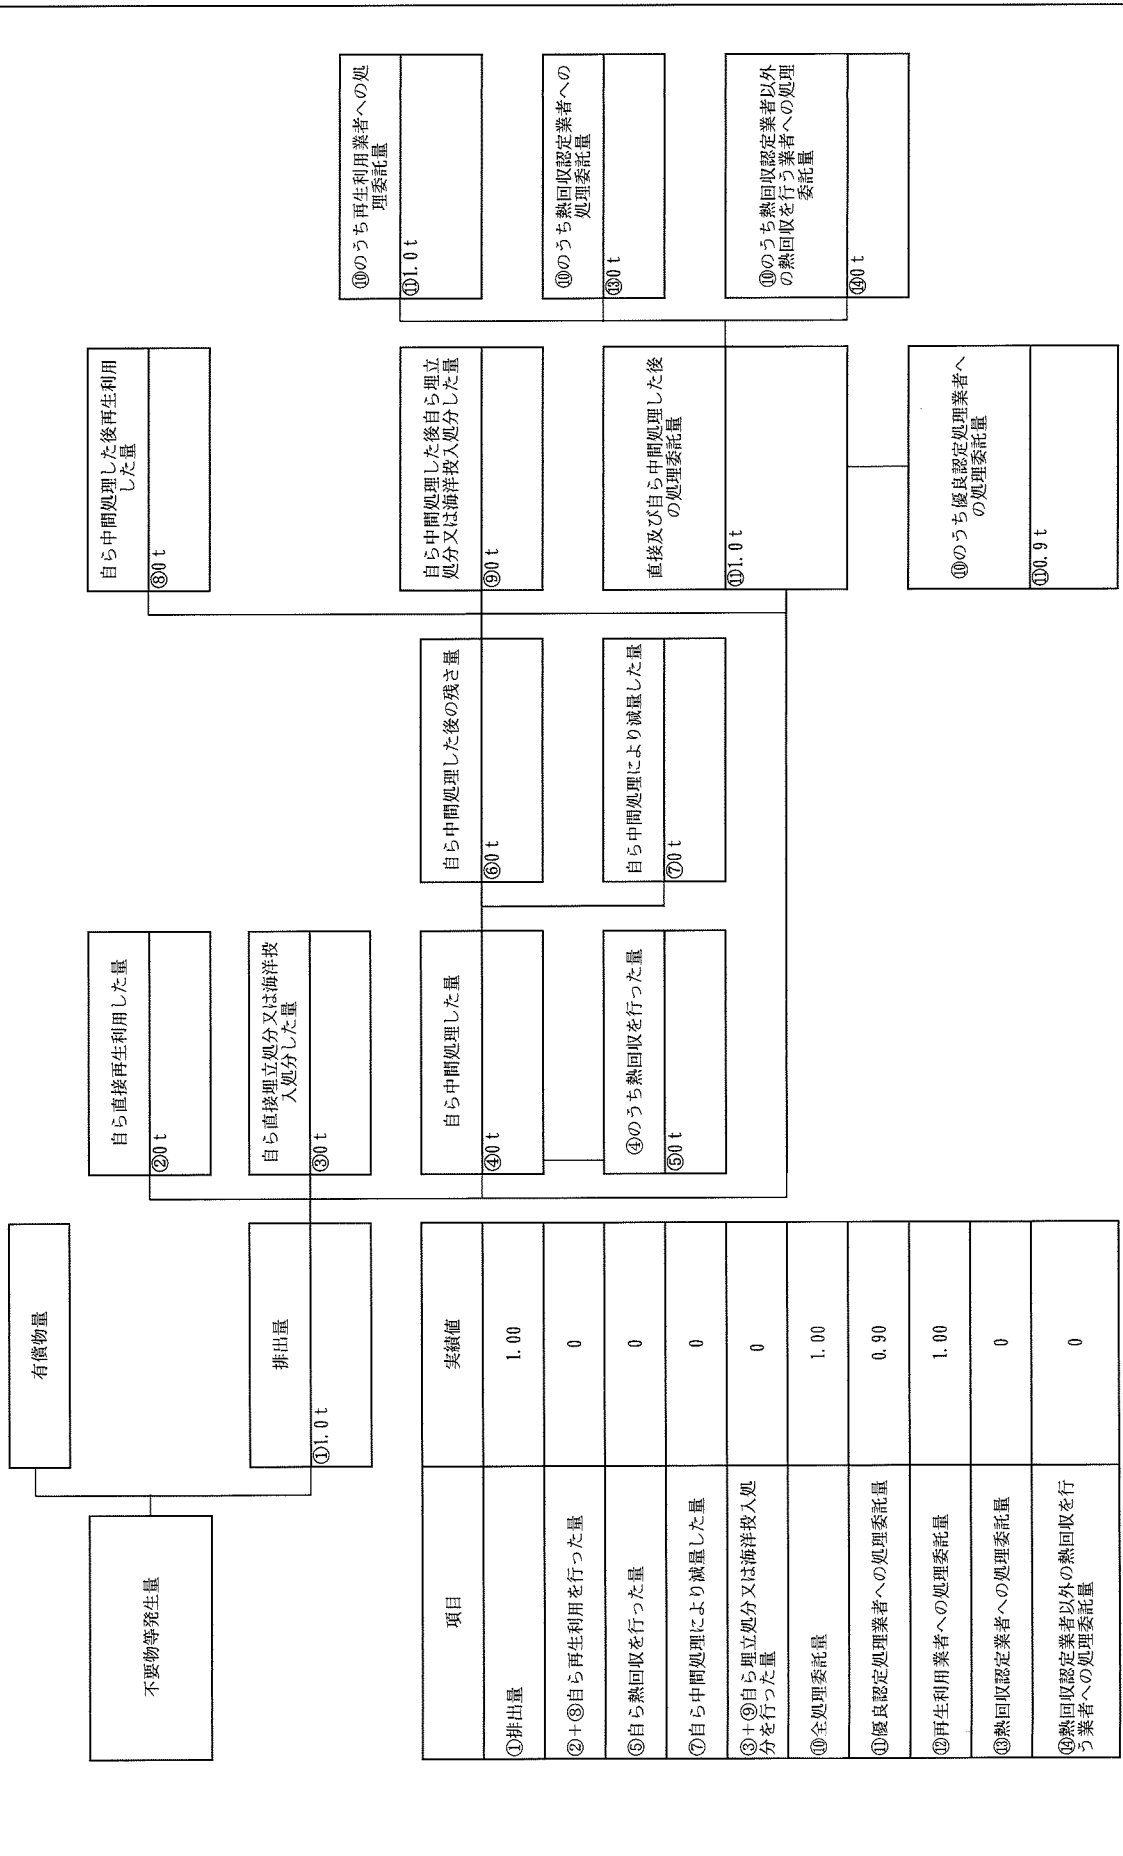 不要物等発生量
有償物量
排出量
①1.0 t
自ら直接再生利用した量
②0 t
自ら直接埋立処分又は海洋投
入処分した量
③0 t
自ら中間処理した量
④0 t
④のうち熱回収を行った量
⑤0 t
自ら中間処理した後の残さ量
⑥0 t
自ら中間処理により減量した量
⑦0 t
自ら中間処理した後再生利用
した量
⑧0 t
自ら中間処理した後自ら埋立
処分又は海洋投入処分した量
⑨0 t
直接及び自ら中間処理した後
の処理委託量
⑪1.0 t
⑩のうち優良認定処理業者へ
の処理委託量
⑪0.9 t
⑩のうち再生利用業者への処
理委託量
⑪1.0 t
⑩のうち熱回収認定業者への
処理委託量
⑬0 t
⑩のうち熱回収認定業者以外
の熱回収を行う業者への処理
委託量
⑭0 t
項目 実績値
①排出量 1.00
②+⑧自ら再生利用を行った量 0
⑤自ら熱回収を行った量 0
⑦自ら中間処理により減量した量 0
③+⑨自ら埋立処分又は海洋投入処
分を行った量 0
⑩全処理委託量 1.00
⑪優良認定処理業者への処理委託量 0.90
⑫再生利用業者への処理委託量 1.00
⑬熱回収認定業者への処理委託量 0
⑭熱回収認定業者以外の熱回収を行
う業者への処理委託量 0